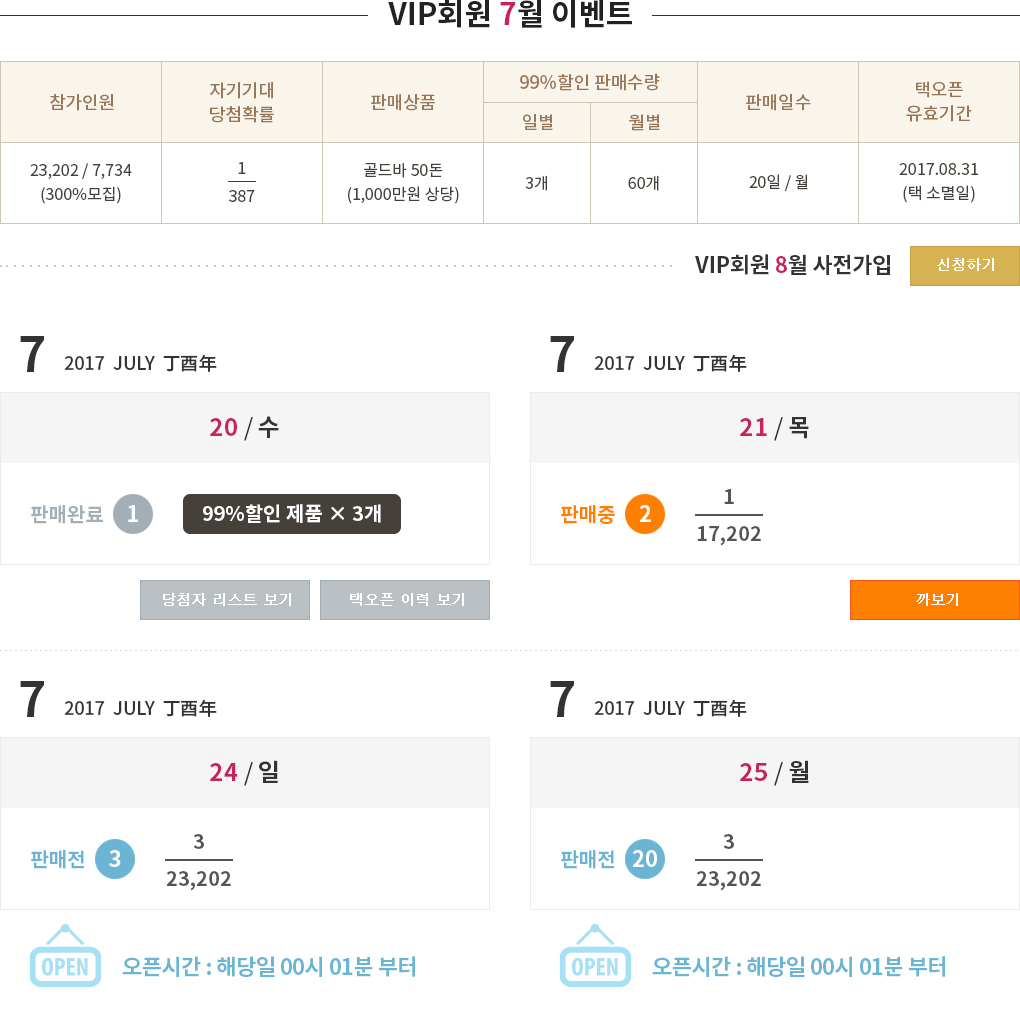 VIP회원 7월 이벤트
참가인원
자기기대
당첨확률
판매상품
99%할인 판매수량
일별
월별
판매일수
택오픈
유효기간
23,202 / 7,734
(300%모집)
1
387
골드바 50돈
(1,000만원 상당)
3개
60개
20일 / 월
2017.08.31
(택 소멸일)
VIP회원 8월 사전가입
신청하기
7 2017 JULY 丁酉年
20 / 수
판매완료 1 99%할인 제품 × 3개
당첨자 리스트 보기
택오픈 이력 보기
7 2017 JULY 丁酉年
21 / 목
판매중 2
1
17,202
까보기
7 2017 JULY 丁酉年
24 / 일
판매전 3
3
23,202
OPEN 오픈시간 : 해당일 00시 01분 부터
7 2017 JULY 丁酉年
25 / 월
판매전 20
3
23,202
OPEN 오픈시간 : 해당일 00시 01분 부터